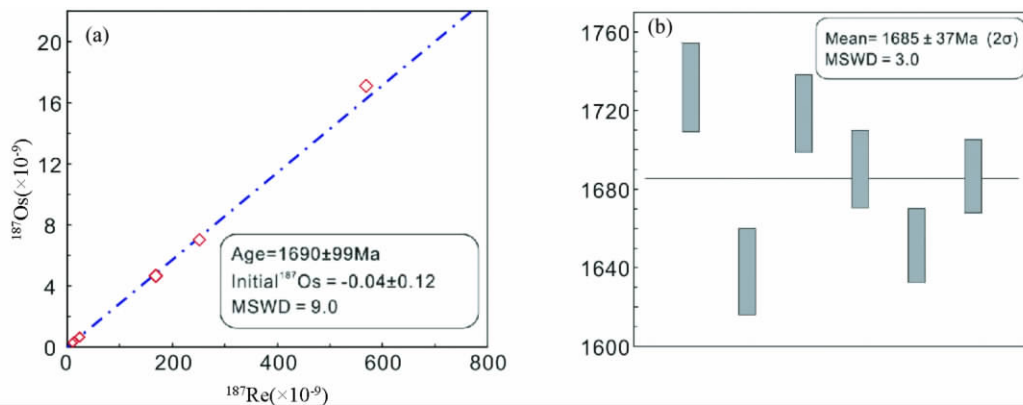 (a)
22
16
8
4
0
¹⁸⁷Os(×10⁻⁹)
0
200
400
600
800
¹⁸⁷Re(×10⁻⁹)
Age=1690±99Ma
Initial¹⁸⁷Os = -0.04±0.12
MSWD = 9.0
(b)
1760
1720
1680
1640
1600
Mean= 1685 ± 37Ma (2σ)
MSWD = 3.0